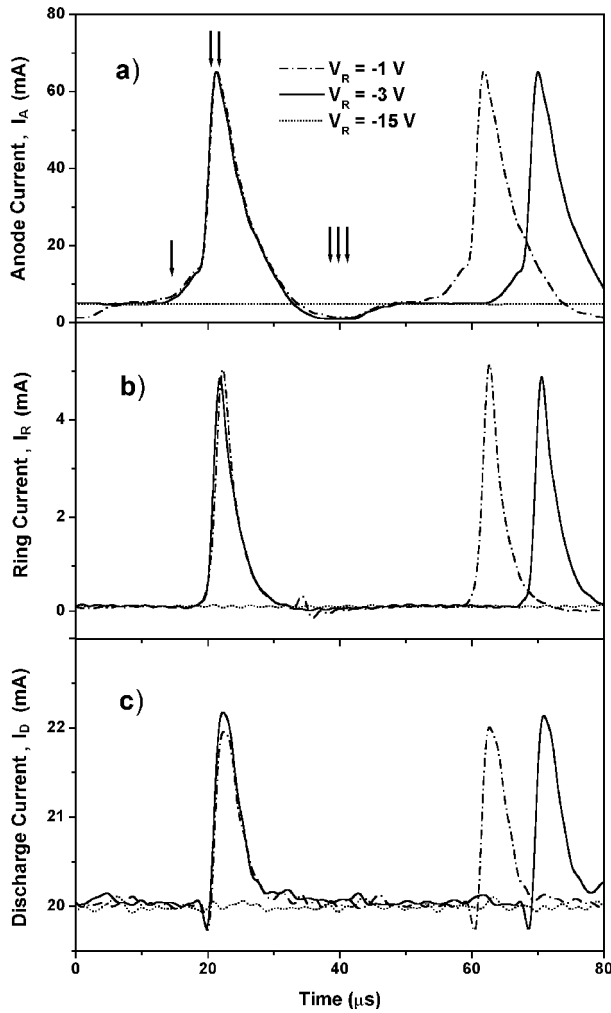 80
60
40
20
0
Anode Current , I_A (mA)
a)
V_R = -1 V
V_R = -3 V
V_R = -15 V
4
2
0
Ring Current , I_R (mA)
b)
22
21
20
Discharge Current , I_D (mA)
c)
0 20 40 60 80
Time (μs)